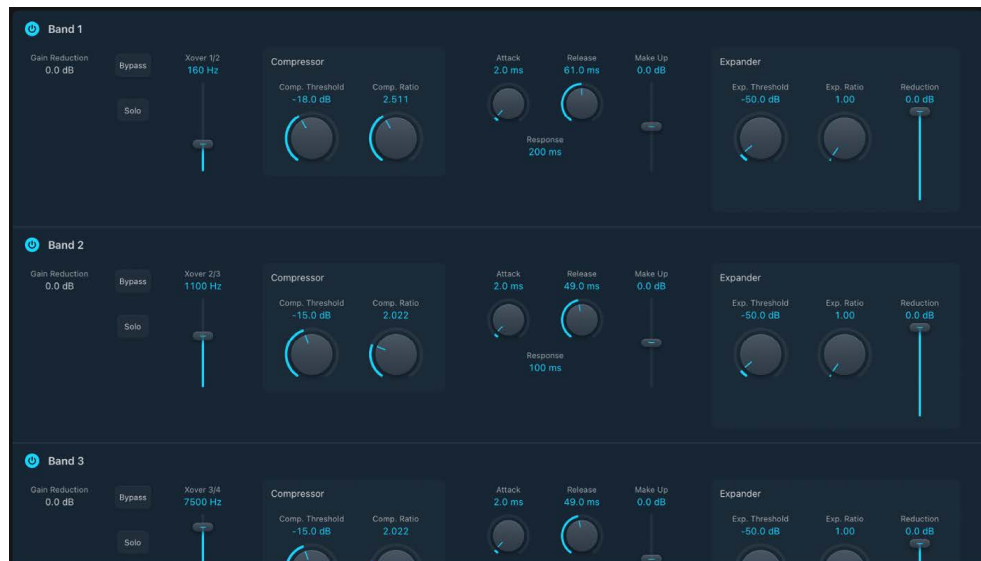 Band 1
Gain Reduction
0.0 dB
Bypass
Solo
Xover 1/2
160 Hz
Compressor
Comp. Threshold
-18.0 dB
Comp. Ratio
2.511
Attack
2.0 ms
Release
61.0 ms
Response
200 ms
Make Up
0.0 dB
Expander
Exp. Threshold
-50.0 dB
Exp. Ratio
1.00
Reduction
0.0 dB
Band 2
Gain Reduction
0.0 dB
Bypass
Solo
Xover 2/3
1100 Hz
Compressor
Comp. Threshold
-15.0 dB
Comp. Ratio
2.022
Attack
2.0 ms
Release
49.0 ms
Response
100 ms
Make Up
0.0 dB
Expander
Exp. Threshold
-50.0 dB
Exp. Ratio
1.00
Reduction
0.0 dB
Band 3
Gain Reduction
0.0 dB
Bypass
Solo
Xover 3/4
7500 Hz
Compressor
Comp. Threshold
-15.0 dB
Comp. Ratio
2.022
Attack
2.0 ms
Release
49.0 ms
Make Up
0.0 dB
Expander
Exp. Threshold
-50.0 dB
Exp. Ratio
1.00
Reduction
0.0 dB